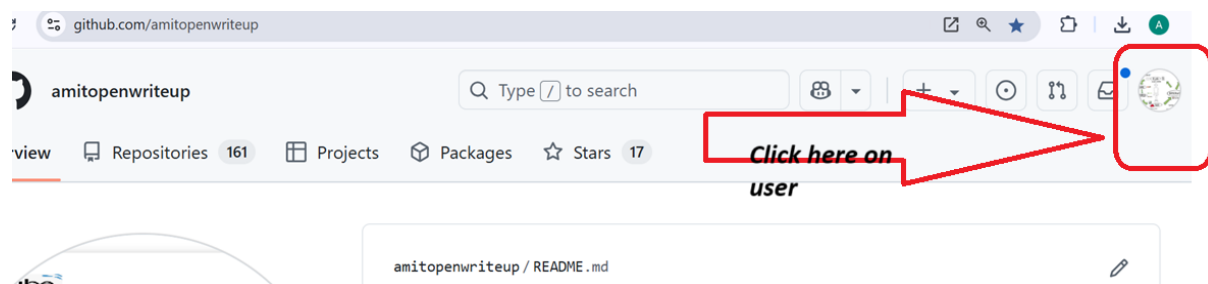 github.com/amitopenwriteup
A
amitopenwriteup
Type / to search
view
Repositories 161
Projects
Packages
Stars 17
Click here on
user
amitopenwriteup / README.md